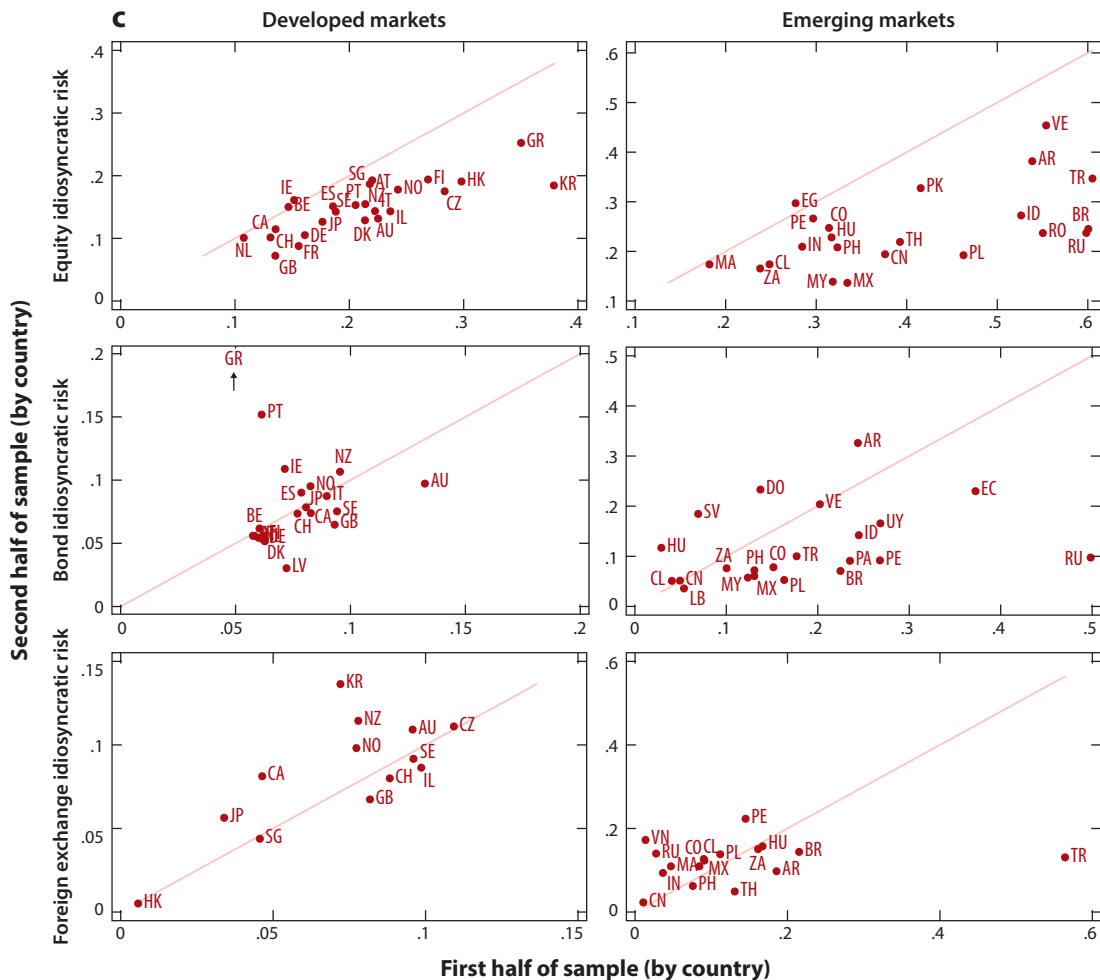 C
Developed markets
Emerging markets
Second half of sample (by country)
Equity idiosyncratic risk
.4
.3
.2
.1
0
0
.1
.2
.3
.4
NL
CA
CH
GB
IE
BE
FR
DE
JP
ES
SE
PT
SG
AT
NZ
IT
DK
AU
IL
NO
FI
CZ
HK
GR
KR
.6
.5
.4
.3
.2
.1
.1
.2
.3
.4
.5
.6
MA
ZA
CL
EG
PE
IN
CO
HU
PH
MY
MX
CN
TH
PK
PL
ID
AR
RO
VE
TR
BR
RU
Bond idiosyncratic risk
.2
.15
.1
.05
0
0
.05
.1
.15
.2
GR
PT
IE
NZ
AU
ES
NO
JP
IT
CH
CA
SE
GB
BE
DE
DK
LV
.5
.4
.3
.2
.1
0
0
.1
.2
.3
.4
.5
AR
DO
VE
EC
SV
UY
ID
HU
ZA
PH
CO
TR
PA
PE
RU
CL
CN
LB
MY
MX
PL
BR
Foreign exchange idiosyncratic risk
.15
.1
.05
0
0
.05
.1
.15
KR
NZ
AU
CZ
NO
SE
CA
CH
IL
GB
JP
SG
HK
.6
.4
.2
0
0
.2
.4
.6
PE
VN
RU
CO
CL
PL
HU
BR
TR
MA
MX
ZA
AR
IN
PH
TH
CN
First half of sample (by country)